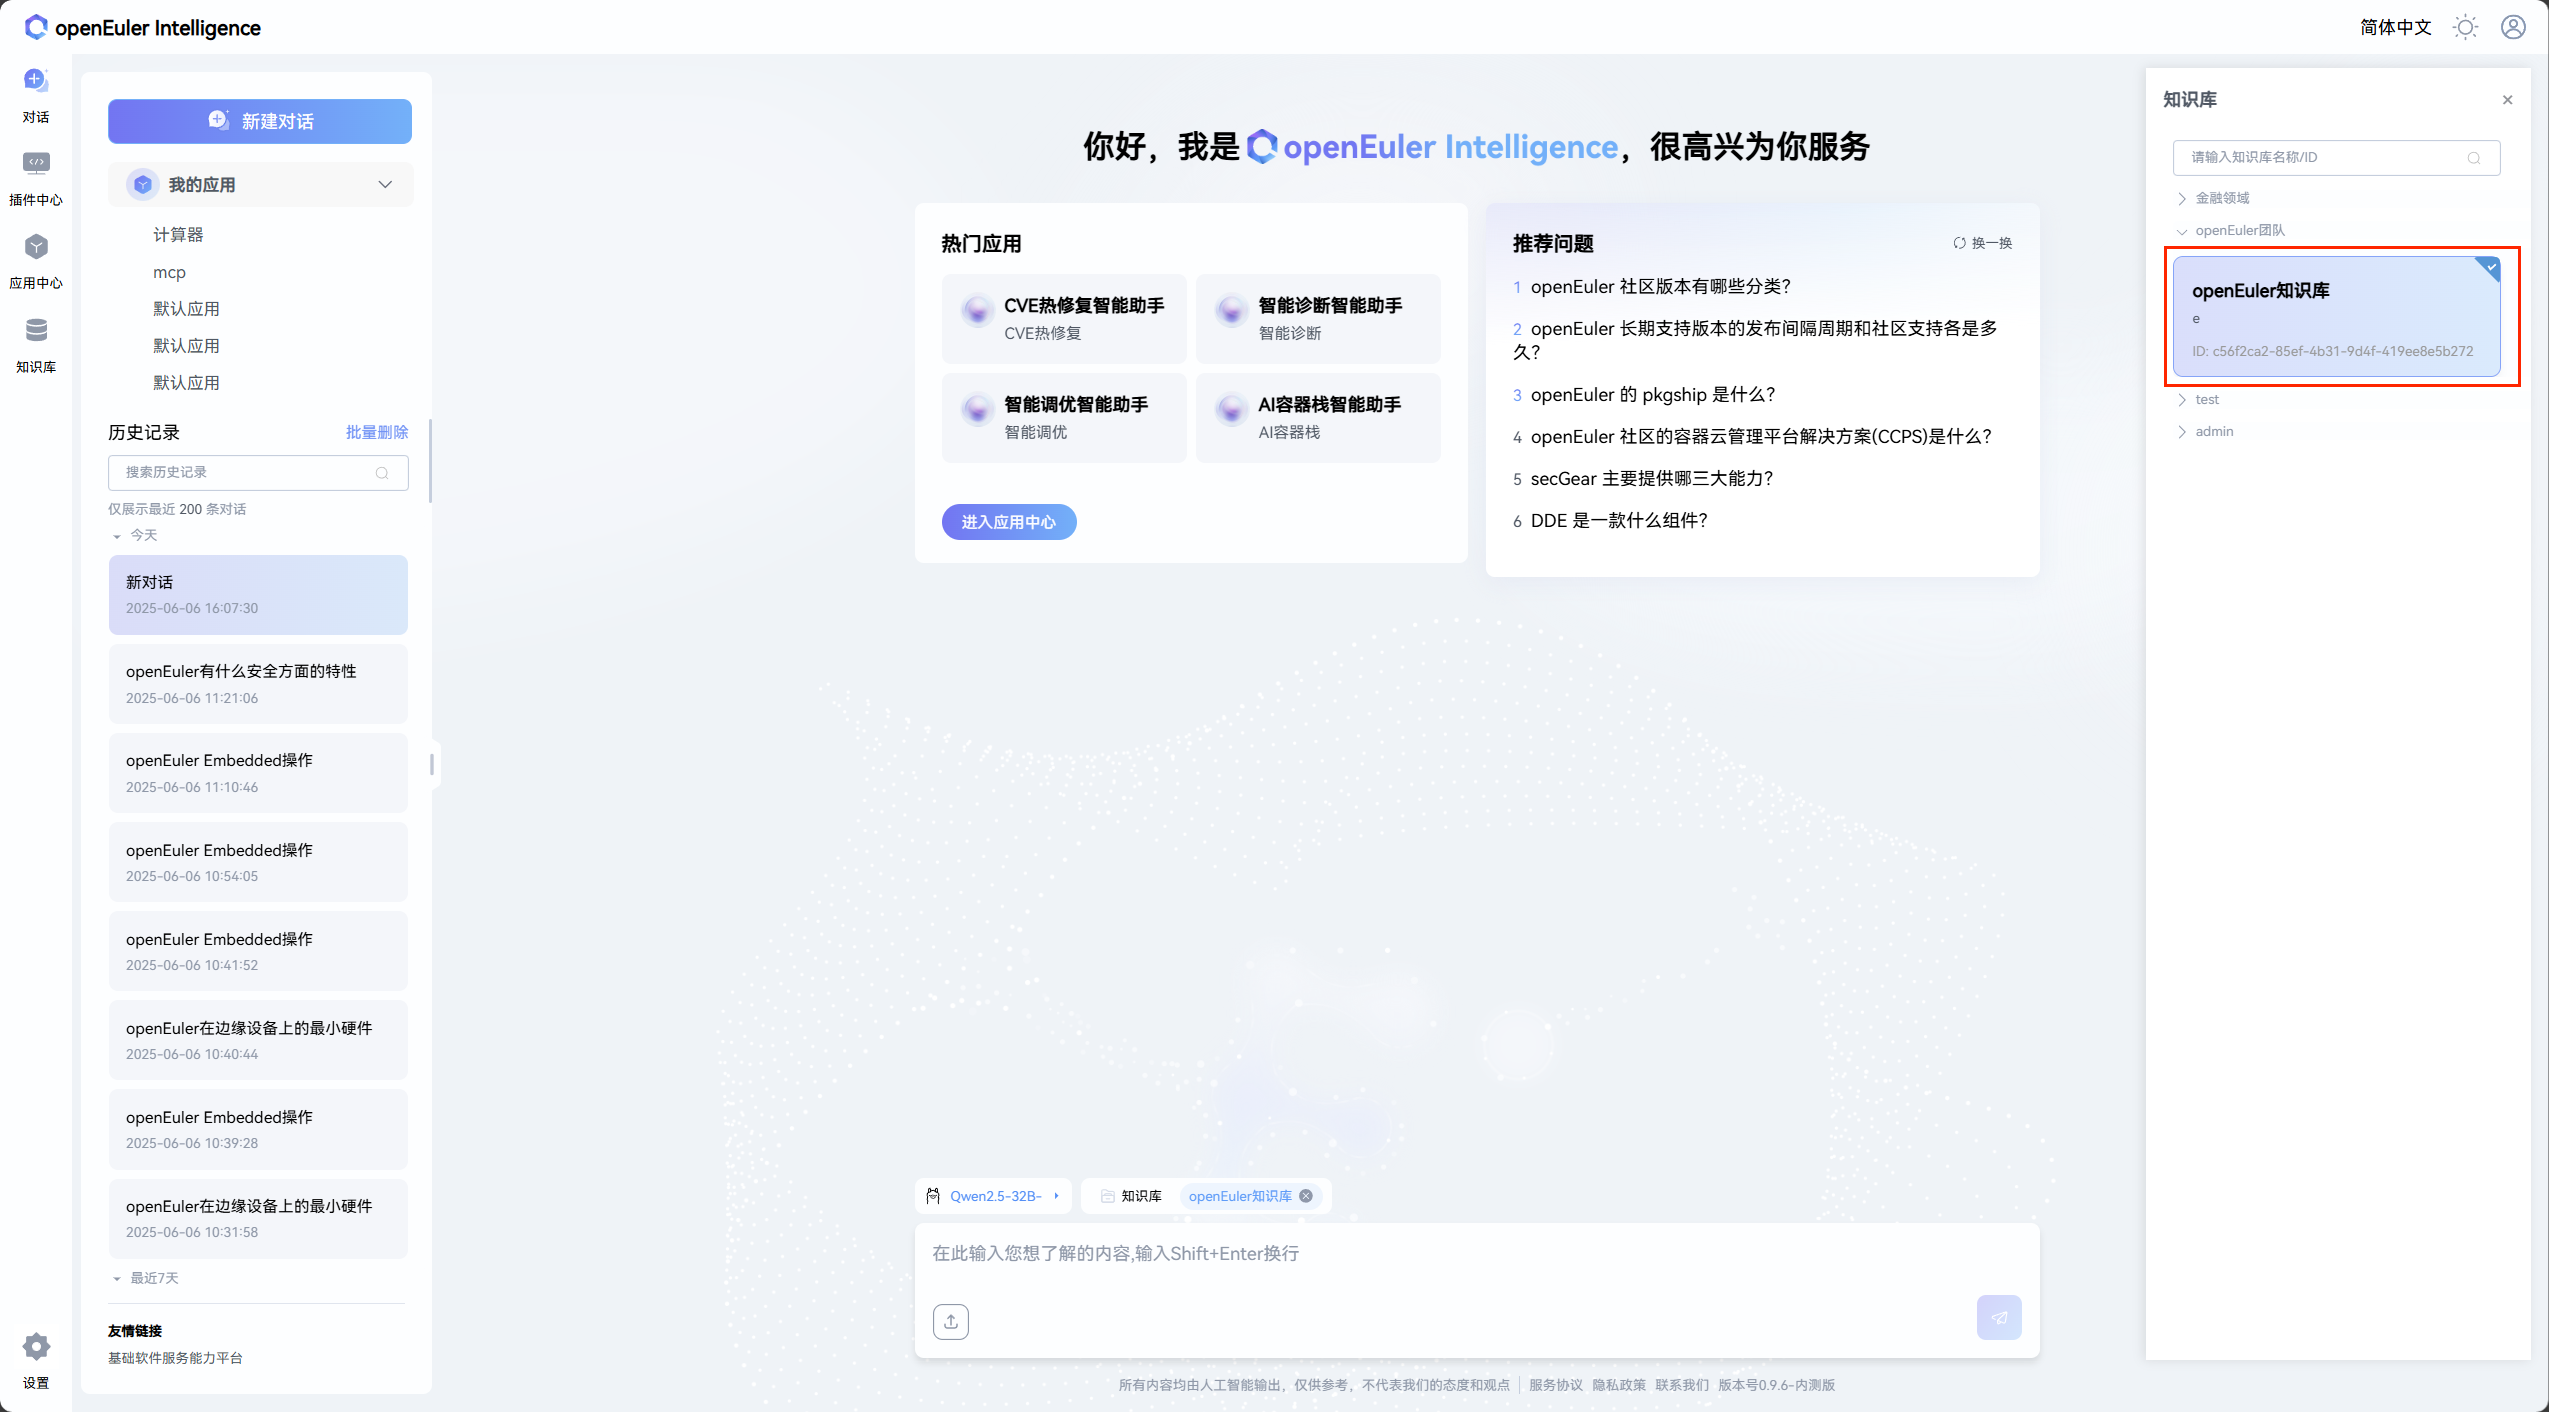 openEuler Intelligence
简体中文
对话
插件中心
应用中心
知识库
设置
新建对话
我的应用
计算器
mcp
默认应用
默认应用
默认应用
历史记录
批量删除
搜索历史记录
仅展示最近 200 条对话
今天
新对话
2025-06-06 16:07:30
openEuler有什么安全方面的特性
2025-06-06 11:21:06
openEuler Embedded操作
2025-06-06 11:10:46
openEuler Embedded操作
2025-06-06 10:54:05
openEuler Embedded操作
2025-06-06 10:41:52
openEuler在边缘设备上的最小硬件
2025-06-06 10:40:44
openEuler Embedded操作
2025-06-06 10:39:28
openEuler在边缘设备上的最小硬件
2025-06-06 10:31:58
最近7天
友情链接
基础软件服务能力平台
你好，我是 openEuler Intelligence，很高兴为你服务
热门应用
CVE热修复智能助手
CVE热修复
智能诊断智能助手
智能诊断
智能调优智能助手
智能调优
AI容器栈智能助手
AI容器栈
进入应用中心
推荐问题
换一换
1 openEuler 社区版本有哪些分类？
2 openEuler 长期支持版本的发布间隔周期和社区支持各是多
久？
3 openEuler 的 pkgship 是什么？
4 openEuler 社区的容器云管理平台解决方案(CCPS)是什么？
5 secGear 主要提供哪三大能力？
6 DDE 是一款什么组件？
Qwen2.5-32B-
知识库
openEuler知识库
在此输入您想了解的内容,输入Shift+Enter换行
所有内容均由人工智能输出，仅供参考，不代表我们的态度和观点 服务协议 隐私政策 联系我们 版本号0.9.6-内测版
知识库
请输入知识库名称/ID
金融领域
openEuler团队
openEuler知识库
e
ID: c56f2ca2-85ef-4b31-9d4f-419ee8e5b272
test
admin